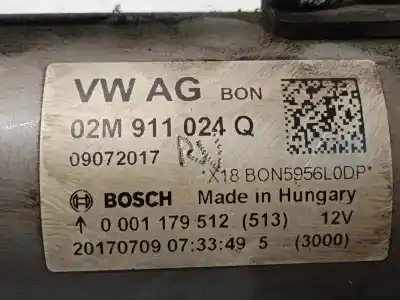 VW AG BON
02M 911 024 Q
09072017
*X18 BON5956L0DP*
BOSCH Made in Hungary
↑ 0 001 179 512 (513) 12V
20170709 07:33:49 5 (3000)